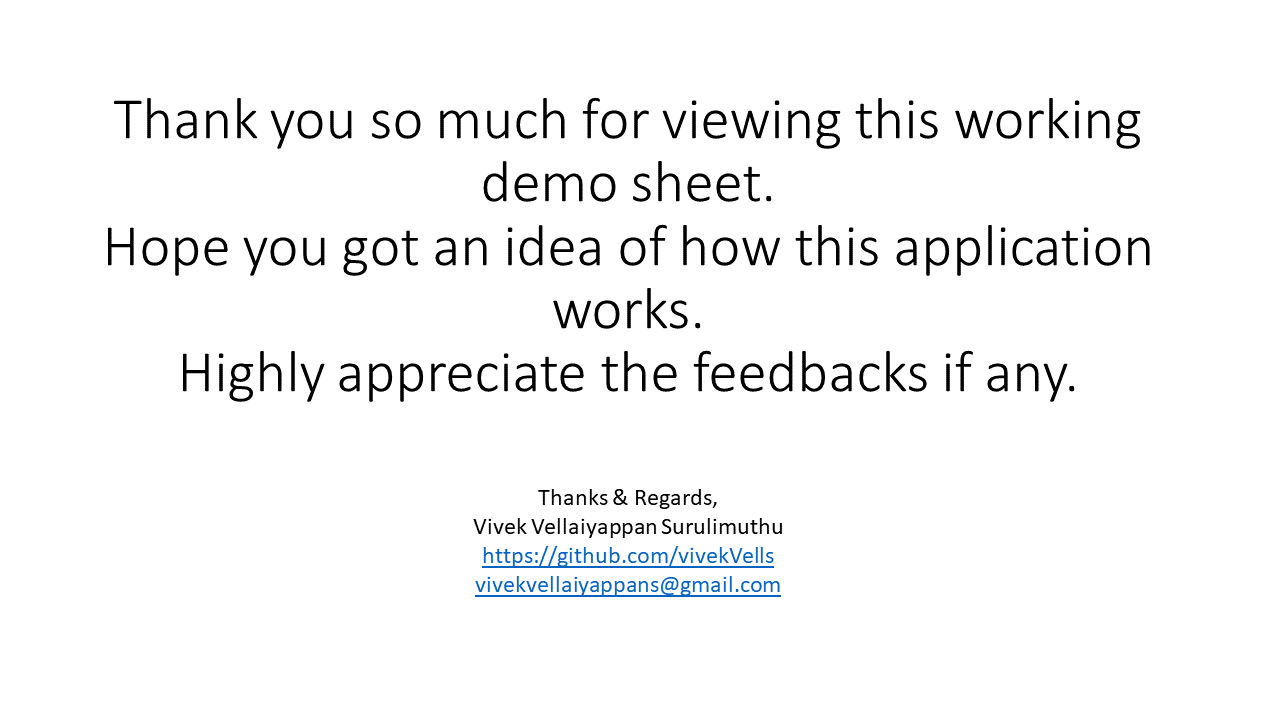 Thank you so much for viewing this working
demo sheet.
Hope you got an idea of how this application
works.
Highly appreciate the feedbacks if any.
Thanks & Regards,
Vivek Vellaiyappan Surulimuthu
https://github.com/vivekVells
vivekvellaiyappans@gmail.com